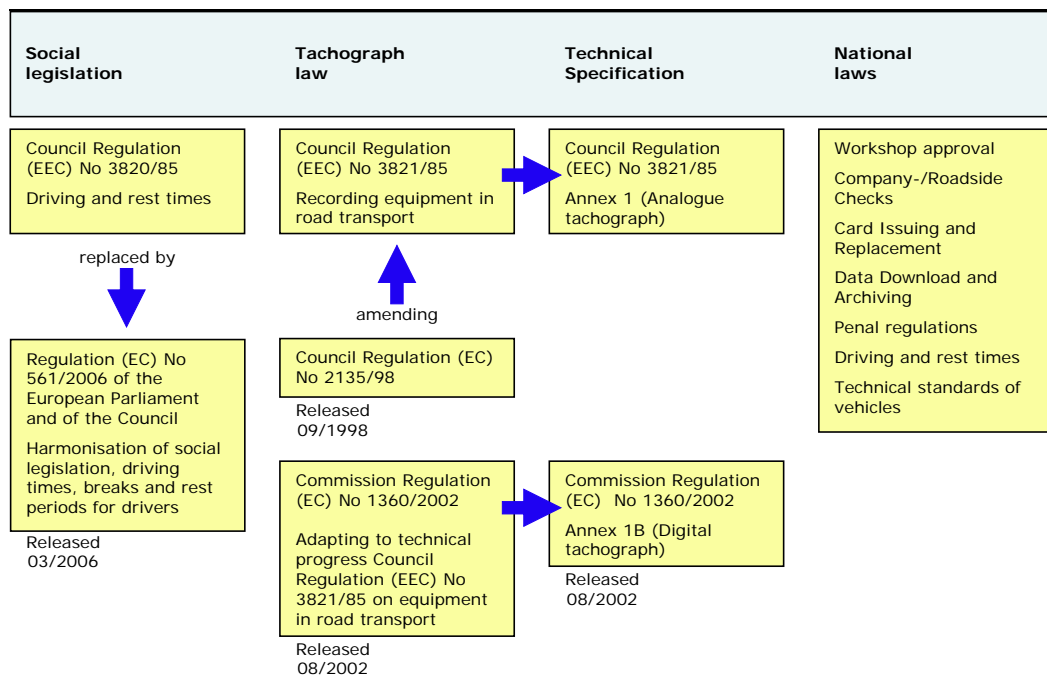 Social
legislation
Tachograph
law
Technical
Specification
National
laws
Council Regulation
(EEC) No 3820/85
Driving and rest times
replaced by
Regulation (EC) No
561/2006 of the
European Parliament
and of the Council
Harmonisation of social
legislation, driving
times, breaks and rest
periods for drivers
Released
03/2006
Council Regulation
(EEC) No 3821/85
Recording equipment in
road transport
amending
Council Regulation (EC)
No 2135/98
Released
09/1998
Commission Regulation
(EC) No 1360/2002
Adapting to technical
progress Council
Regulation (EEC) No
3821/85 on equipment
in road transport
Released
08/2002
Council Regulation
(EEC) No 3821/85
Annex 1 (Analogue
tachograph)
Commission Regulation
(EC) No 1360/2002
Annex 1B (Digital
tachograph)
Released
08/2002
Workshop approval
Company-/Roadside
Checks
Card Issuing and
Replacement
Data Download and
Archiving
Penal regulations
Driving and rest times
Technical standards of
vehicles